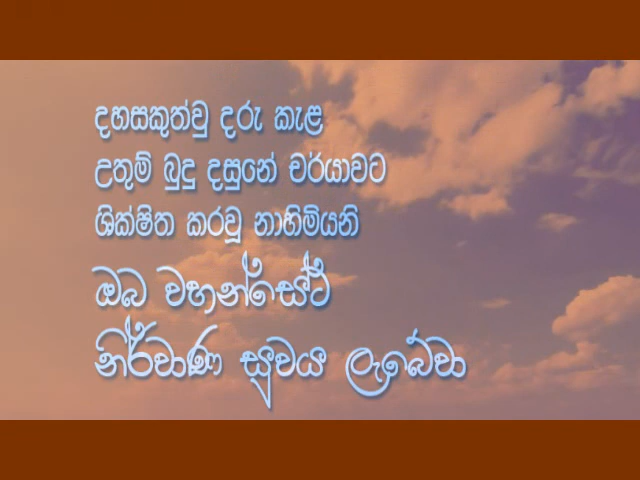 දහසකුත්වූ දරු කැළ
උතුම් බුදු දසුනේ චර්යාවට
ශික්ෂිත කරවූ නාහිමියනි
ඔබ වහන්සේට
නිර්වාණ සුවය ලැබේවා